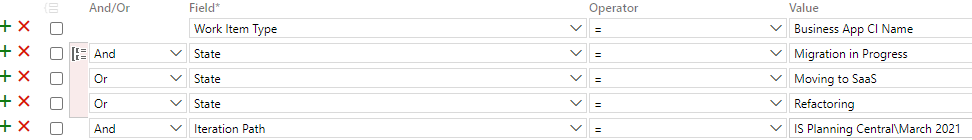 And/Or Field* Operator Value
Work Item Type = Business App CI Name
And State = Migration in Progress
Or State = Moving to SaaS
Or State = Refactoring
And Iteration Path = IS Planning Central\March 2021